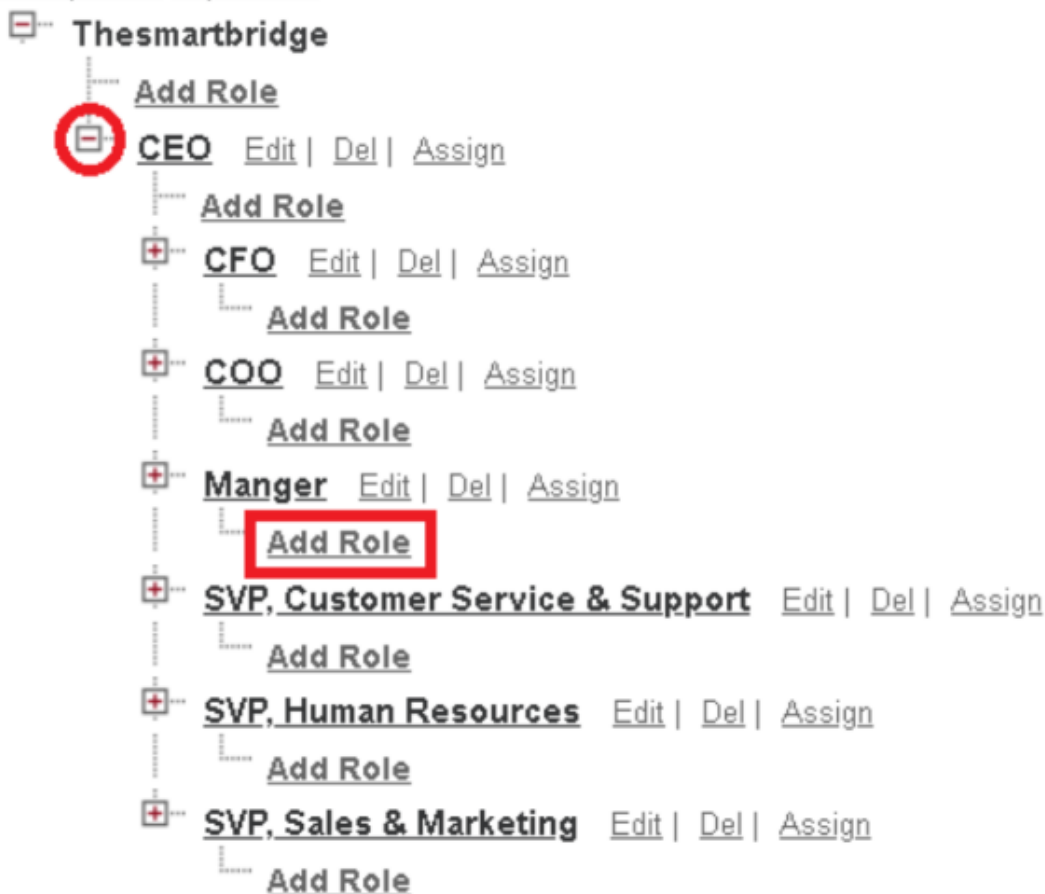 Thesmartbridge
Add Role
CEO Edit | Del | Assign
Add Role
CFO Edit | Del | Assign
Add Role
COO Edit | Del | Assign
Add Role
Manger Edit | Del | Assign
Add Role
SVP, Customer Service & Support Edit | Del | Assign
Add Role
SVP, Human Resources Edit | Del | Assign
Add Role
SVP, Sales & Marketing Edit | Del | Assign
Add Role